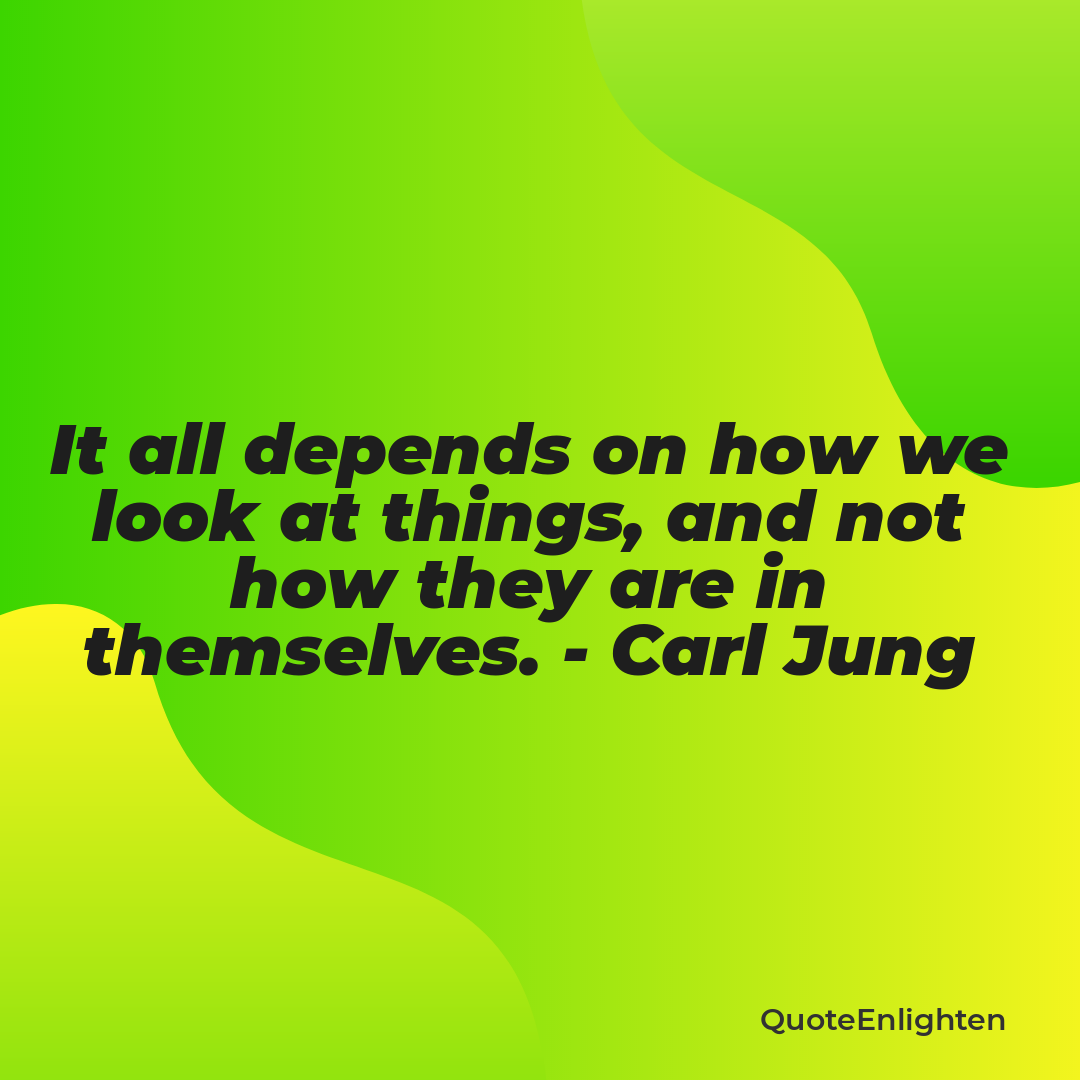 It all depends on how we
look at things, and not
how they are in
themselves. - Carl Jung
QuoteEnlighten